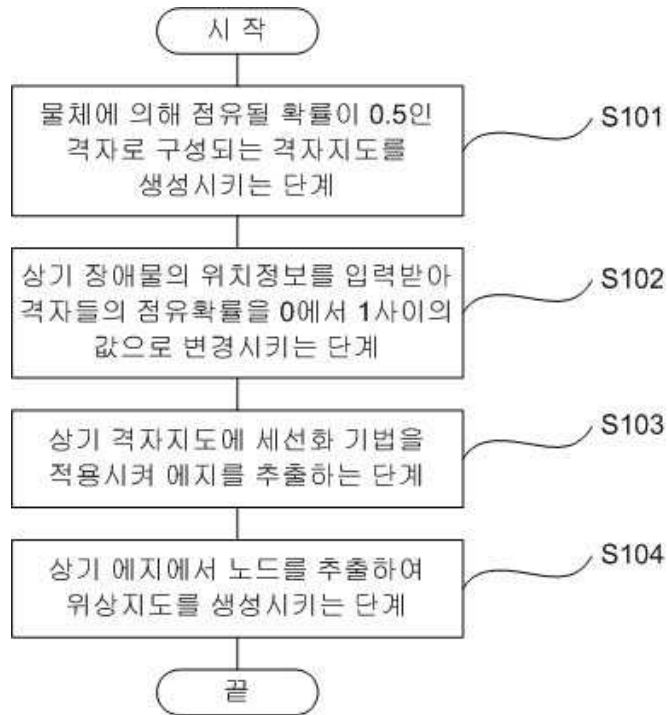 시 작
물체에 의해 점유될 확률이 0.5인
격자로 구성되는 격자지도를
생성시키는 단계
S101
상기 장애물의 위치정보를 입력받아
격자들의 점유확률을 0에서 1사이의
값으로 변경시키는 단계
S102
상기 격자지도에 세선화 기법을
적용시켜 에지를 추출하는 단계
S103
상기 에지에서 노드를 추출하여
위상지도를 생성시키는 단계
S104
끝